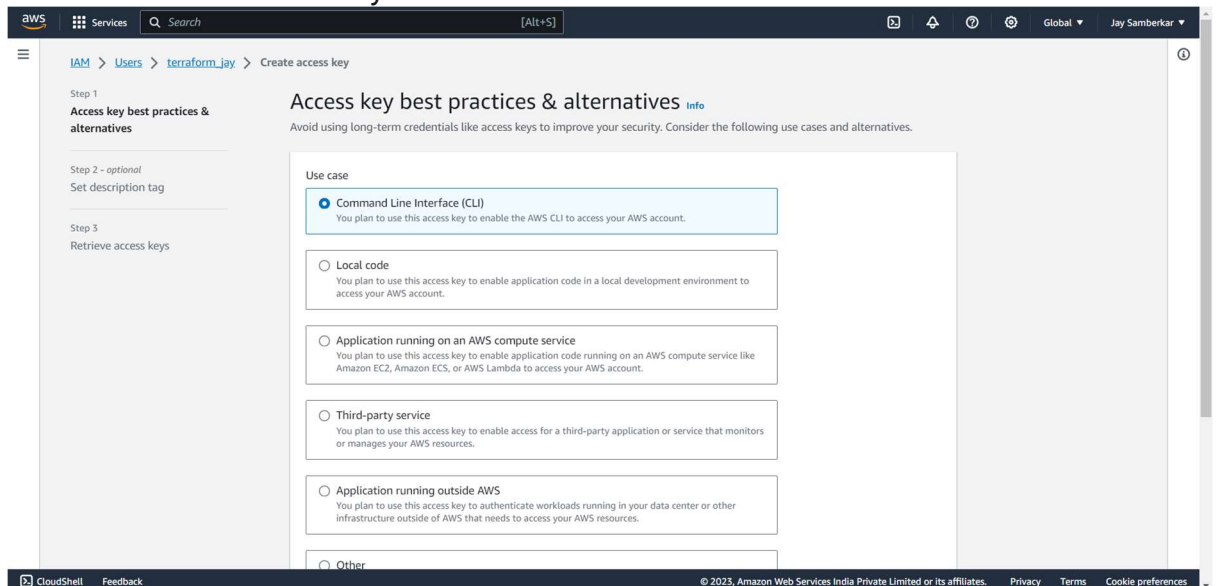 aws
Services
Search
[Alt+S]
Global
Jay Samberkar
IAM > Users > terraform_jay > Create access key
Step 1
Access key best practices &
alternatives
Step 2 - optional
Set description tag
Step 3
Retrieve access keys
Access key best practices & alternatives Info
Avoid using long-term credentials like access keys to improve your security. Consider the following use cases and alternatives.
Use case
Command Line Interface (CLI)
You plan to use this access key to enable the AWS CLI to access your AWS account.
Local code
You plan to use this access key to enable application code in a local development environment to
access your AWS account.
Application running on an AWS compute service
You plan to use this access key to enable application code running on an AWS compute service like
Amazon EC2, Amazon ECS, or AWS Lambda to access your AWS account.
Third-party service
You plan to use this access key to enable access for a third-party application or service that monitors
or manages your AWS resources.
Application running outside AWS
You plan to use this access key to authenticate workloads running in your data center or other
infrastructure outside of AWS that needs to access your AWS resources.
Other
CloudShell Feedback
© 2023, Amazon Web Services India Private Limited or its affiliates. Privacy Terms Cookie preferences